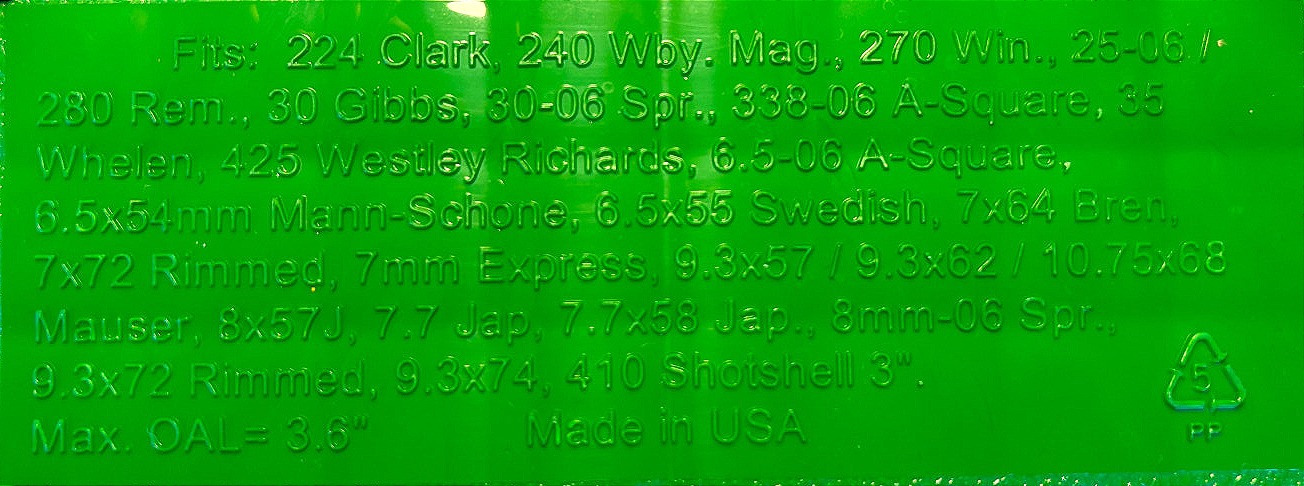 Fits: 224 Clark, 240 Wby. Mag., 270 Win., 25-06 /
280 Rem., 30 Gibbs, 30-06 Spr., 338-06 A-Square, 35
Whelen, 425 Westley Richards, 6.5-06 A-Square,
6.5x54mm Mann-Schone, 6.5x55 Swedish, 7x64 Bren,
7x72 Rimmed, 7mm Express, 9.3x57 / 9.3x62 / 10.75x68
Mauser, 8x57J, 7.7 Jap, 7.7x58 Jap., 8mm-06 Spr.,
9.3x72 Rimmed, 9.3x74, 410 Shotshell 3".
Max. OAL= 3.6" Made in USA
5
PP